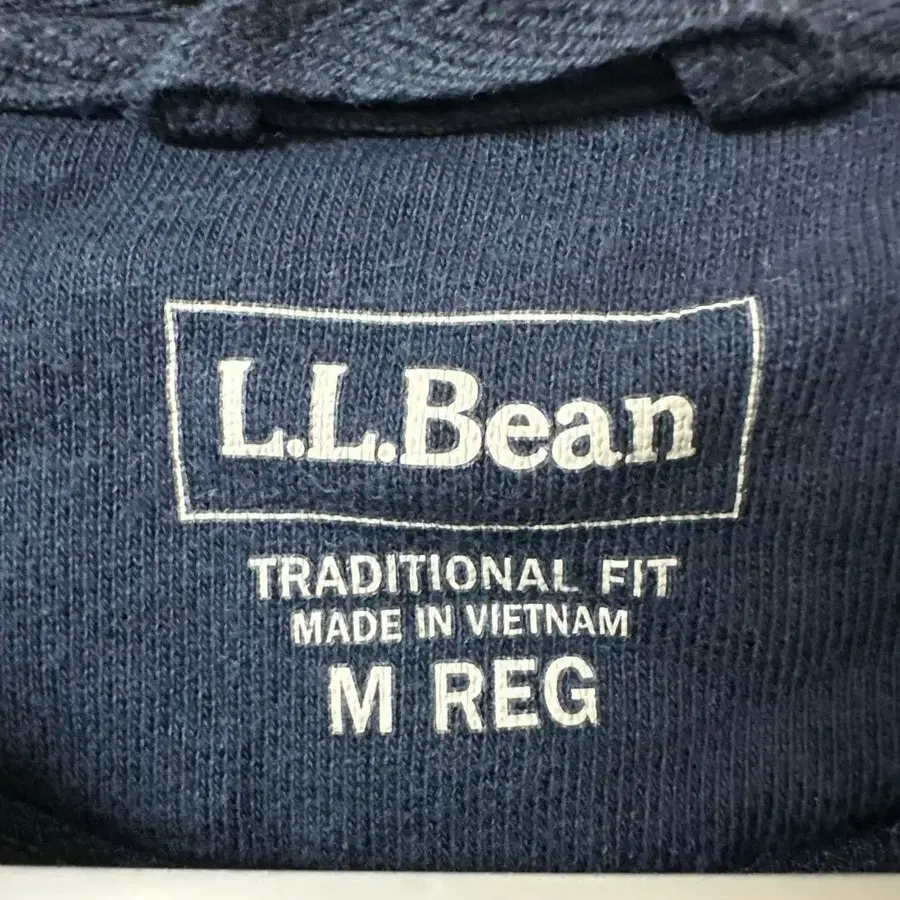 L.L.Bean
TRADITIONAL FIT
MADE IN VIETNAM
M REG